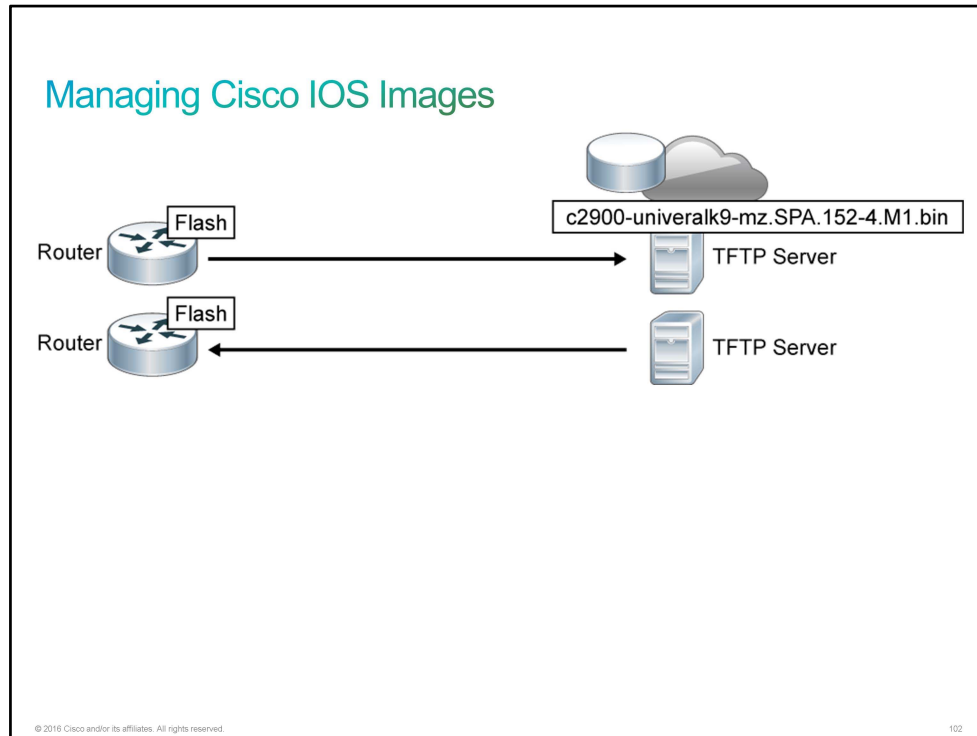 Managing Cisco IOS Images
Flash
c2900-univeralk9-mz.SPA.152-4.M1.bin
Router
TFTP Server
Flash
Router
TFTP Server
© 2016 Cisco and/or its affiliates. All rights reserved.
102